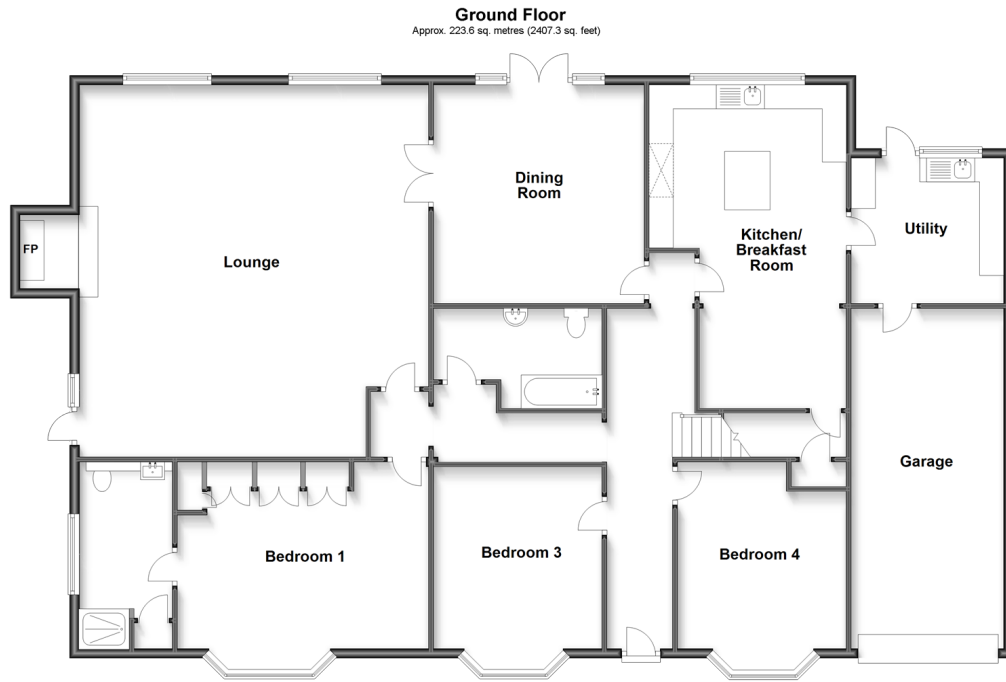 Ground Floor
Approx. 223.6 sq. metres (2407.3 sq. feet)
Dining
Room
Kitchen/
Breakfast
Room
Utility
FP
Lounge
Garage
Bedroom 1
Bedroom 3
Bedroom 4